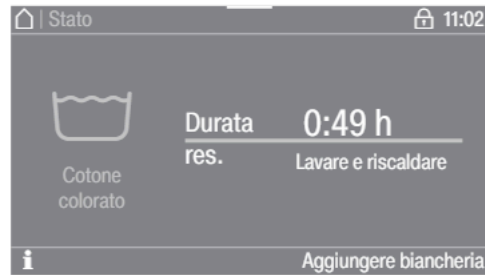 | Stato
11:02
Durata
0:49 h
res.
Lavare e riscaldare
Cotone
colorato
i
Aggiungere biancheria